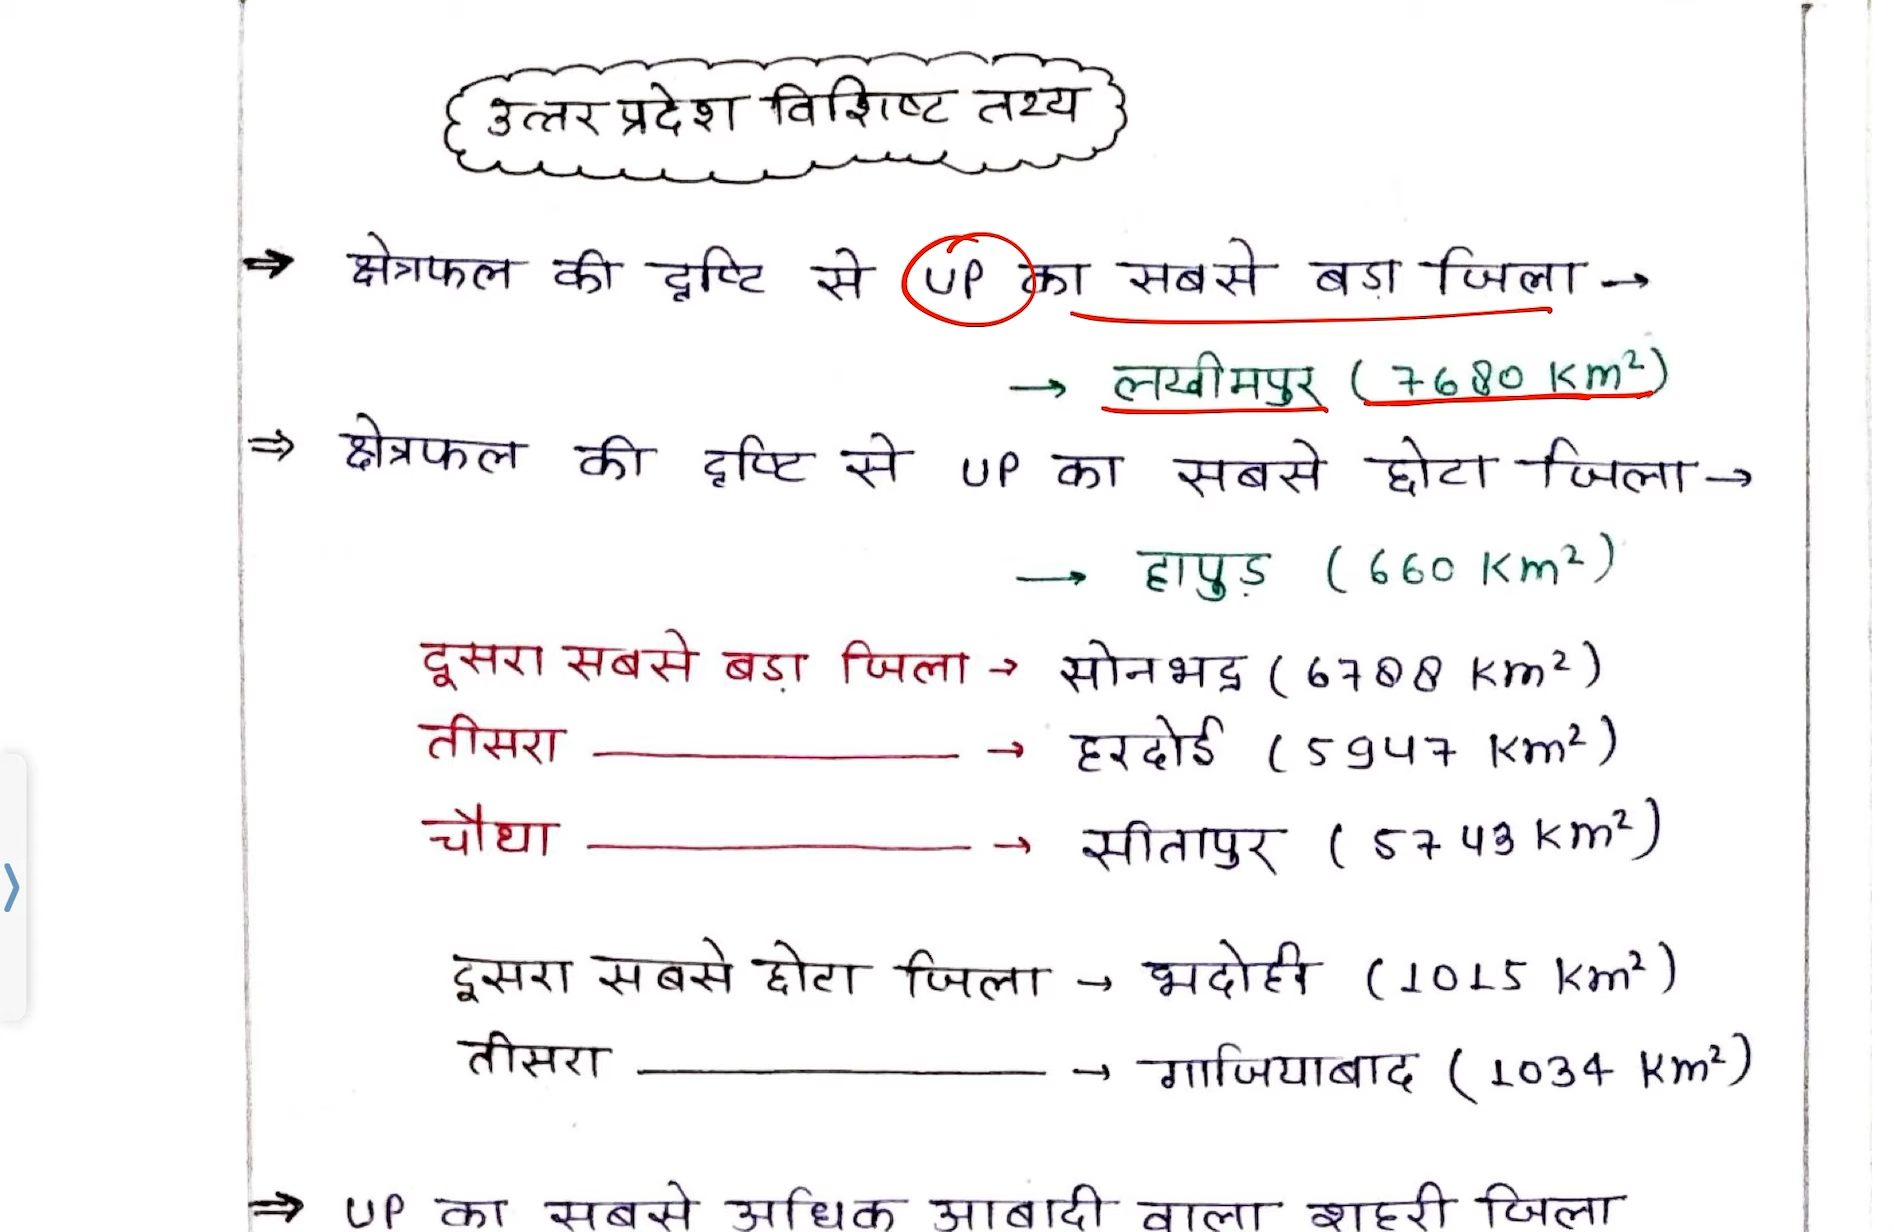 उत्तर प्रदेश विशिष्ट तथ्य
⇒ क्षेत्रफल की दृष्टि से UP का सबसे बड़ा जिला →
→ लखीमपुर (7680 Km²)
⇒ क्षेत्रफल की दृष्टि से UP का सबसे छोटा जिला →
→ हापुड़ (660 Km²)
दूसरा सबसे बड़ा जिला → सोनभद्र (6788 Km²)
तीसरा ——— → हरदोई (5947 Km²)
चौथा ——— → सीतापुर (5743 Km²)
दूसरा सबसे छोटा जिला → भदोही (1015 Km²)
तीसरा ——— → गाजियाबाद (1034 Km²)
⇒ UP का सबसे अधिक आबादी वाला शहरी जिला